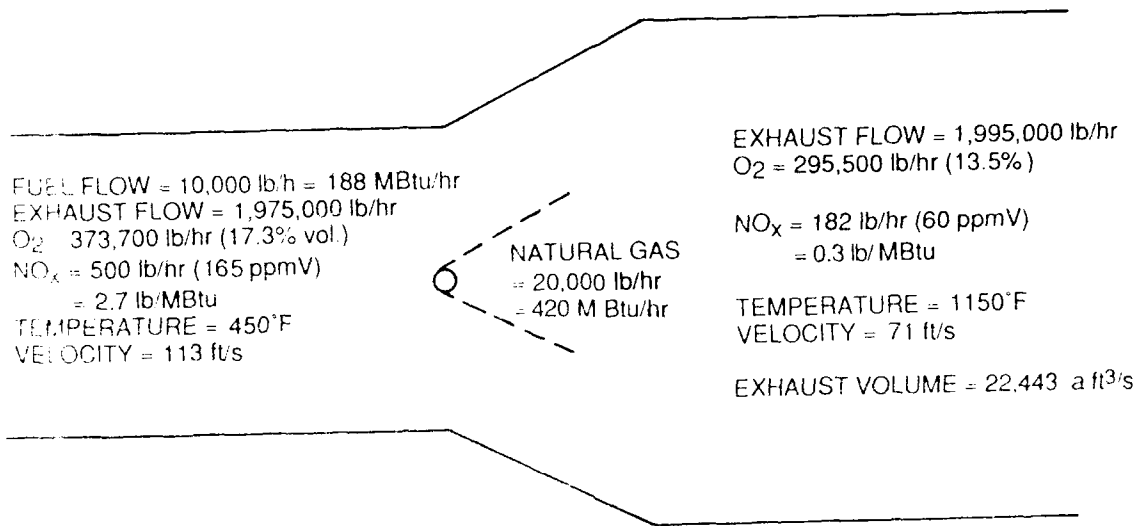 FUEL FLOW = 10,000 lb/h = 188 MBtu/hr
EXHAUST FLOW = 1,975,000 lb/hr
O2 373,700 lb/hr (17.3% vol.)
NOx = 500 lb/hr (165 ppmV)
= 2.7 lb/MBtu
TEMPERATURE = 450°F
VELOCITY = 113 ft/s
NATURAL GAS
= 20,000 lb/hr
= 420 M Btu/hr
EXHAUST FLOW = 1,995,000 lb/hr
O2 = 295,500 lb/hr (13.5%)
NOx = 182 lb/hr (60 ppmV)
= 0.3 lb/MBtu
TEMPERATURE = 1150°F
VELOCITY = 71 ft/s
EXHAUST VOLUME = 22,443 a ft3/s